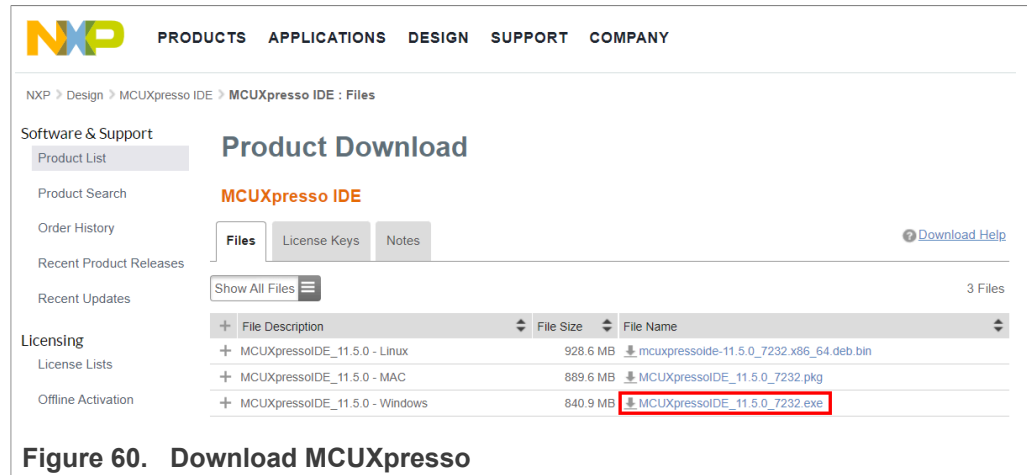 NXP
PRODUCTS APPLICATIONS DESIGN SUPPORT COMPANY
NXP > Design > MCUXpresso IDE > MCUXpresso IDE : Files
Software & Support
Product List
Product Search
Order History
Recent Product Releases
Recent Updates
Licensing
License Lists
Offline Activation
Product Download
MCUXpresso IDE
Files License Keys Notes
Download Help
Show All Files
3 Files
File Description File Size File Name
MCUXpressoIDE_11.5.0 - Linux 928.6 MB mcuxpressoide-11.5.0_7232.x86_64.deb.bin
MCUXpressoIDE_11.5.0 - MAC 889.6 MB MCUXpressoIDE_11.5.0_7232.pkg
MCUXpressoIDE_11.5.0 - Windows 840.9 MB MCUXpressoIDE_11.5.0_7232.exe
Figure 60. Download MCUXpresso